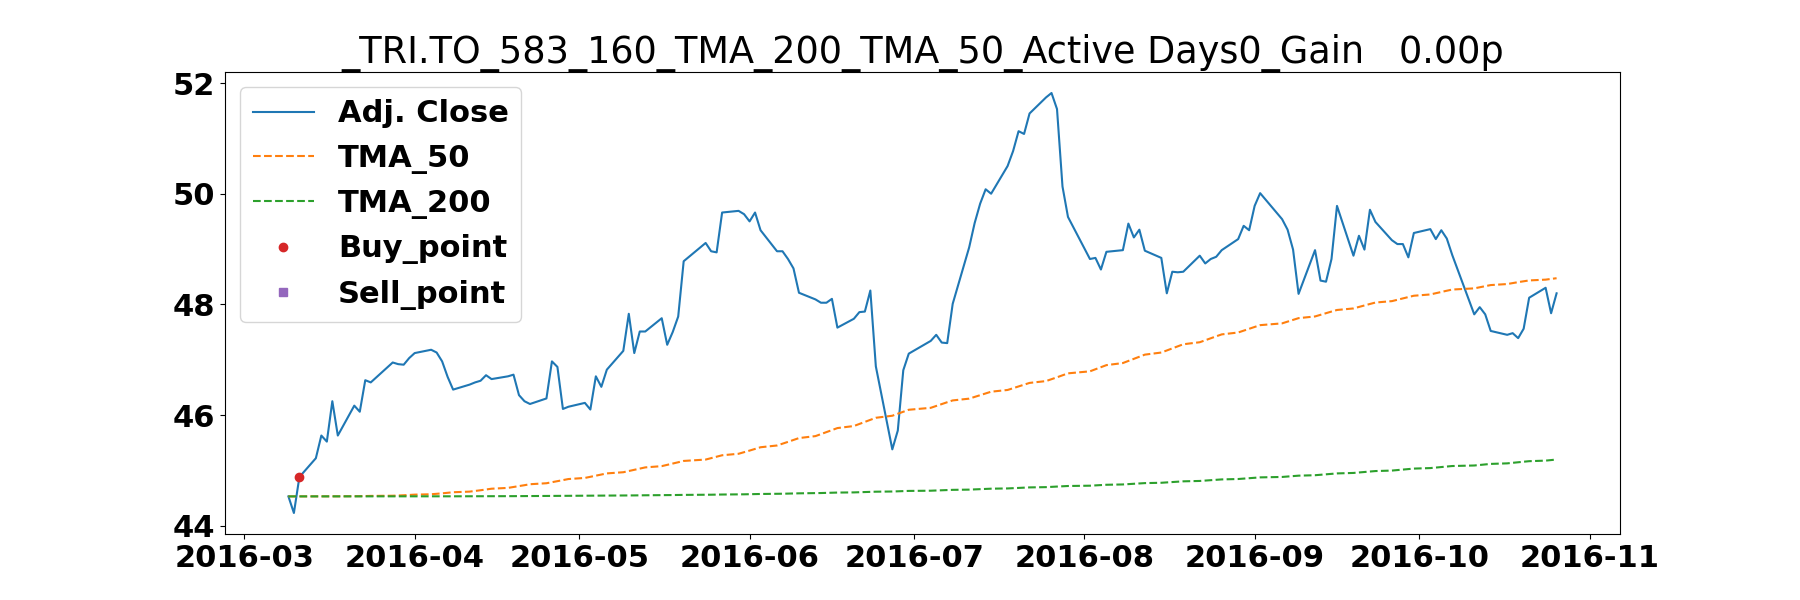 _TRI.TO_583_160_TMA_200_TMA_50_Active Days0_Gain   0.00p
52
50
48
46
44
Adj. Close
TMA_50
TMA_200
Buy_point
Sell_point
2016-03 2016-04 2016-05 2016-06 2016-07 2016-08 2016-09 2016-10 2016-11